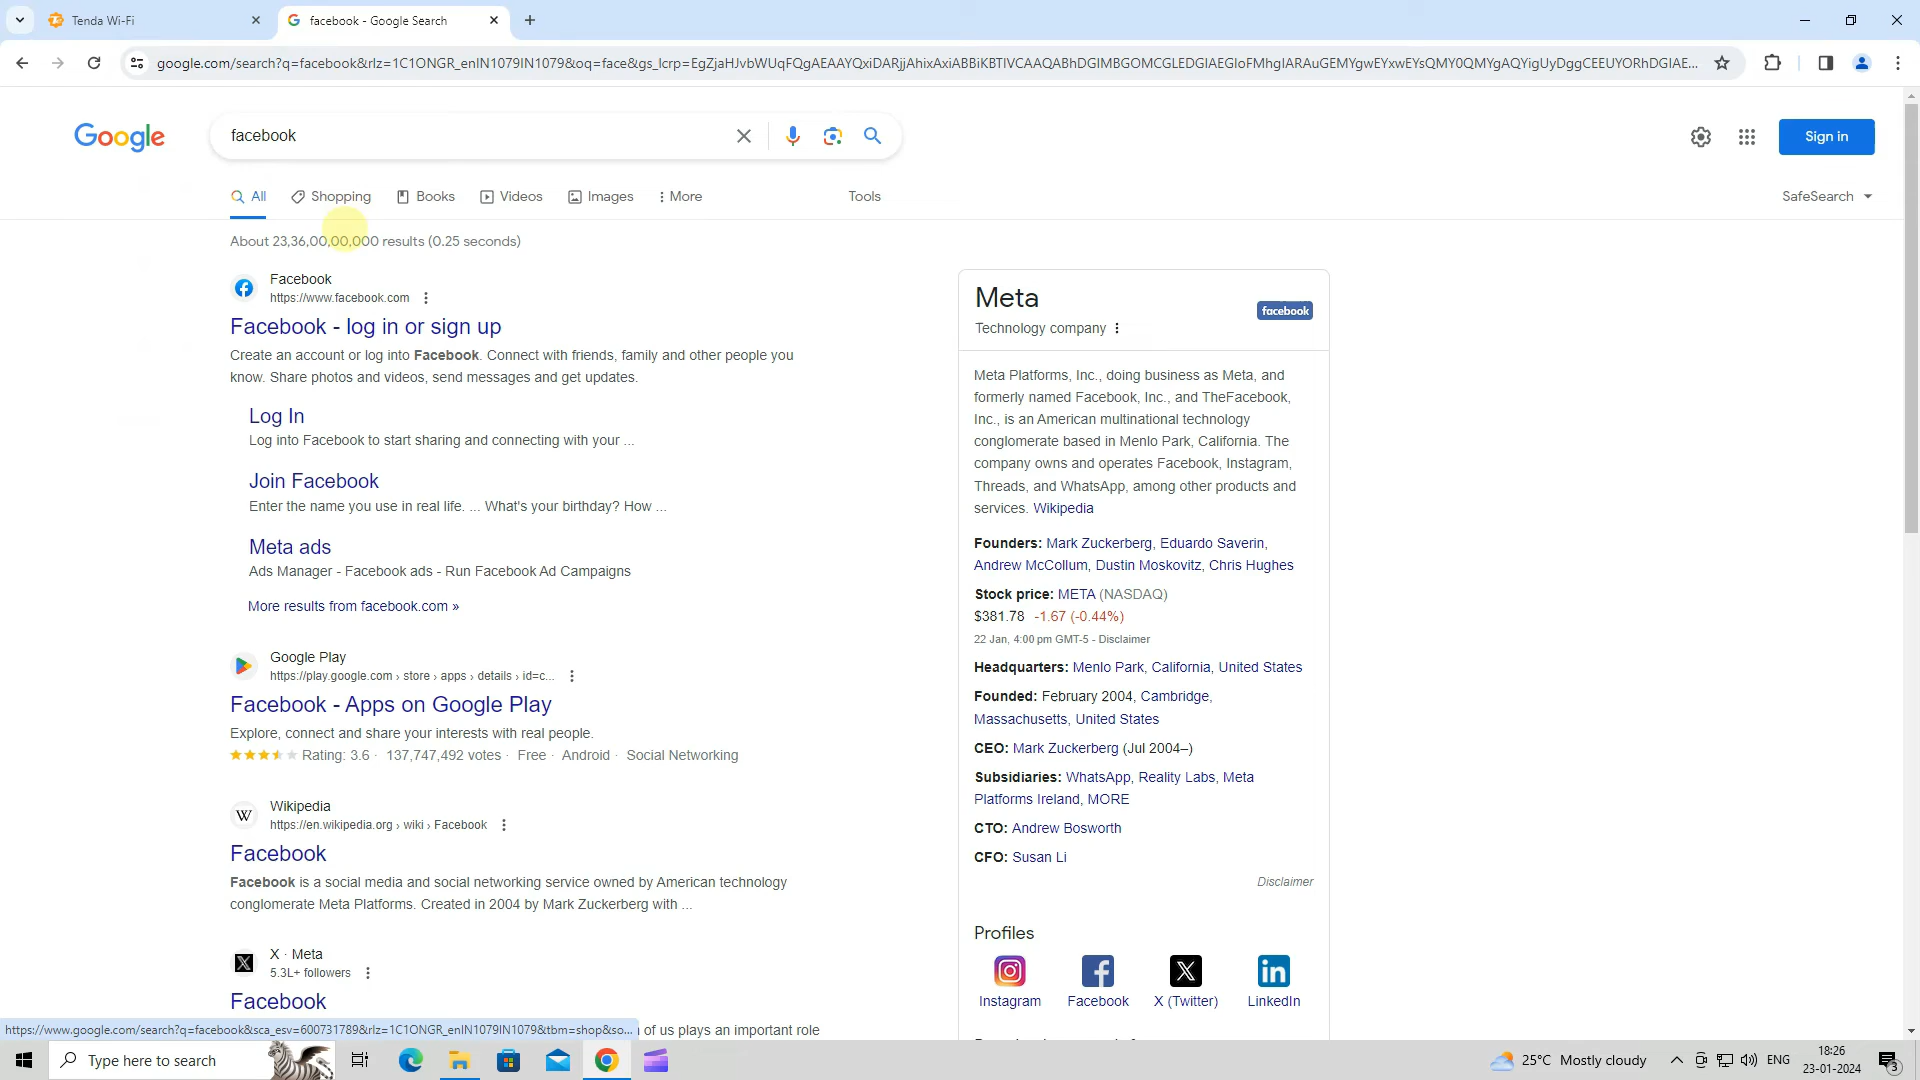 Tenda Wi-Fi
facebook - Google Search
google.com/search?q=facebook&rlz=1C1ONGR_enIN1079IN1079&oq=face&gs_lcrp=EgZjaHJvbWUqFQgAEAAYQxiDARjjAhixAxiABBiKBTIVCAAQABhDGIMBGOMCGLEDGIAEGIoFMhgIARAuGEMYgwEYxwEYsQMY0QMYgAQYigUyDggCEEUYORhDGIAE...
Google
facebook
Sign in
All
Shopping
Books
Videos
Images
More
Tools
SafeSearch
About 23,36,00,00,000 results (0.25 seconds)
Facebook
https://www.facebook.com
Facebook - log in or sign up
Create an account or log into Facebook. Connect with friends, family and other people you
know. Share photos and videos, send messages and get updates.
Log In
Log into Facebook to start sharing and connecting with your ...
Join Facebook
Enter the name you use in real life. ... What's your birthday? How ...
Meta ads
Ads Manager - Facebook ads - Run Facebook Ad Campaigns
More results from facebook.com »
Google Play
https://play.google.com › store › apps › details › id=c...
Facebook - Apps on Google Play
Explore, connect and share your interests with real people.
Rating: 3.6 · 137,747,492 votes · Free · Android · Social Networking
W
Wikipedia
https://en.wikipedia.org › wiki › Facebook
Facebook
Facebook is a social media and social networking service owned by American technology
conglomerate Meta Platforms. Created in 2004 by Mark Zuckerberg with ...
X · Meta
5.3L+ followers
Facebook
of us plays an important role
Meta
Technology company
facebook
Meta Platforms, Inc., doing business as Meta, and
formerly named Facebook, Inc., and TheFacebook,
Inc., is an American multinational technology
conglomerate based in Menlo Park, California. The
company owns and operates Facebook, Instagram,
Threads, and WhatsApp, among other products and
services. Wikipedia
Founders: Mark Zuckerberg, Eduardo Saverin,
Andrew McCollum, Dustin Moskovitz, Chris Hughes
Stock price: META (NASDAQ)
$381.78 -1.67 (-0.44%)
22 Jan, 4:00 pm GMT-5 - Disclaimer
Headquarters: Menlo Park, California, United States
Founded: February 2004, Cambridge,
Massachusetts, United States
CEO: Mark Zuckerberg (Jul 2004–)
Subsidiaries: WhatsApp, Reality Labs, Meta
Platforms Ireland, MORE
CTO: Andrew Bosworth
CFO: Susan Li
Disclaimer
Profiles
Instagram
Facebook
X (Twitter)
LinkedIn
https://www.google.com/search?q=facebook&sca_esv=600731789&rlz=1C1ONGR_enIN1079IN1079&tbm=shop&so...
Type here to search
25°C Mostly cloudy
ENG
18:26
23-01-2024
3